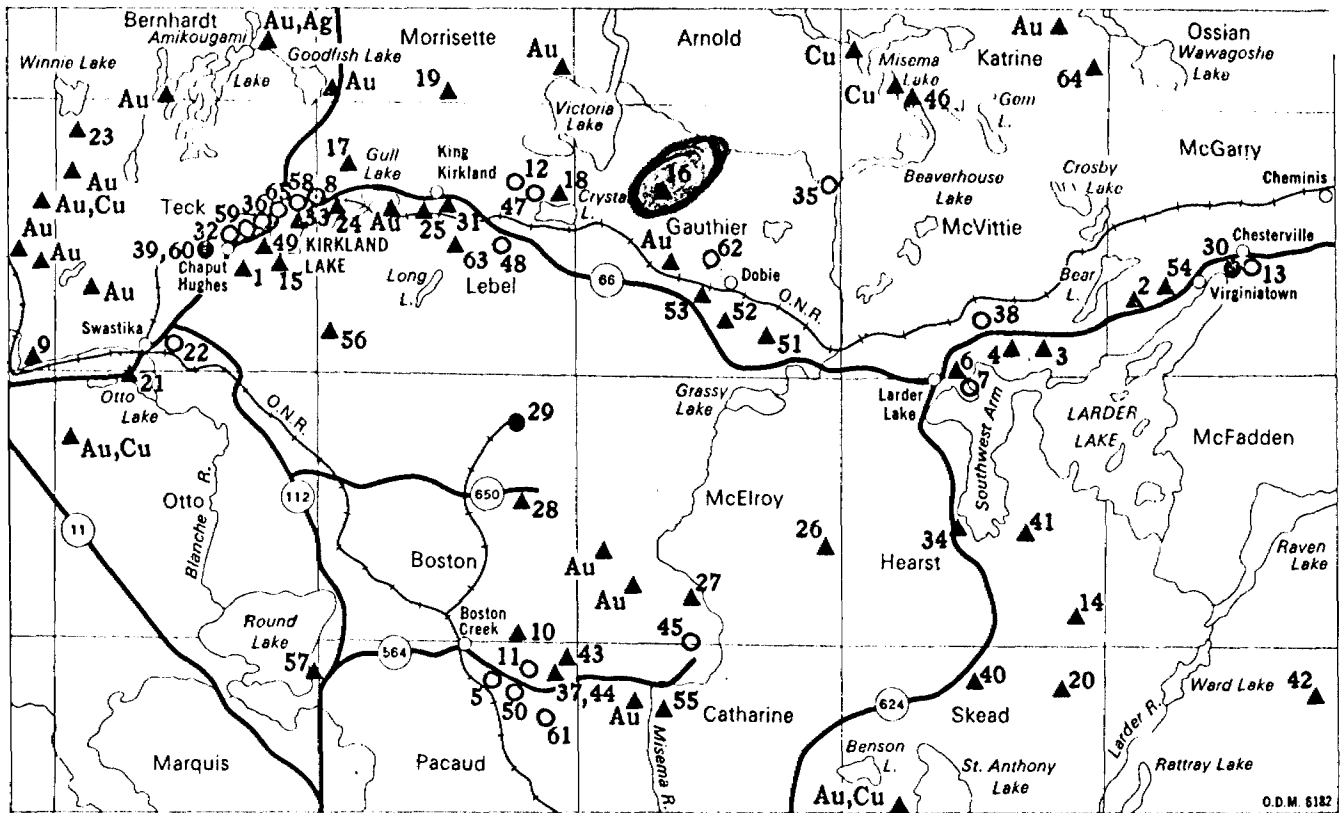 Bernhardt
Amikougami
Lake
Au,Ag
Goodfish Lake
Morrisette
Au
Arnold
Cu
Misema
Lake
Katrine
Au
Ossian
Wawagoshe
Lake
Winnie Lake
Au
Au
19
Victoria
Lake
Cu
46
Gem
L.
64
23
Au
17
Gull
Lake
King
Kirkland
12
18
47
Crystal
L.
16
35
Beaverhouse
Lake
Crosby
Lake
McGarry
Cheminis
Au,Cu
Teck
32
59
36
65
58
8
33
24
Au
25
31
Gauthier
McVittie
Au
Au
39,60
Chaput
Hughes
49
KIRKLAND
LAKE
1
15
63
48
Lebel
Long
L.
66
Au
62
Dobie
Bear
L.
30
Chesterville
13
Virginiatown
Au
2
54
53
52
51
O.N.R.
38
9
Swastika
22
56
4
3
21
Otto
Lake
O.N.R.
Grassy
Lake
Larder
Lake
6
7
LARDER
LAKE
Southwest Arm
Au,Cu
29
McFadden
11
Otto
Blanche R.
112
650
28
McElroy
26
34
41
Hearst
Raven
Lake
Boston
Au
Au
27
14
Round
Lake
Boston
Creek
10
45
57
564
11
43
5
50
37,44
61
Au
55
Catharine
Misema R.
624
40
20
Skead
Ward Lake
42
Larder R.
Marquis
Pacaud
Benson
L.
St. Anthony
Lake
Rattray Lake
Au,Cu
O.D.M. 6182